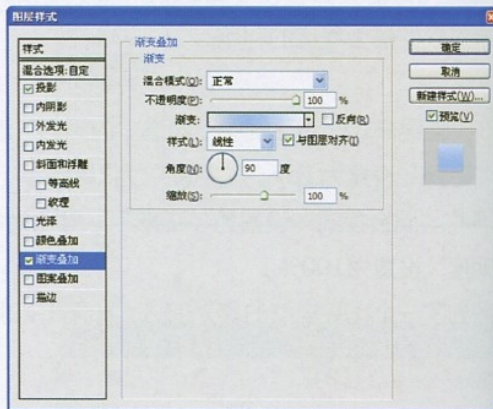 图层样式
样式
混合选项:自定
投影
内阴影
外发光
内发光
斜面和浮雕
等高线
纹理
光泽
颜色叠加
渐变叠加
图案叠加
描边
渐变叠加
渐变
混合模式(O): 正常
不透明度(P): 100 %
渐变: 反向(R)
样式(L): 线性 与图层对齐(I)
角度(N): 90 度
缩放(S): 100 %
确定
取消
新建样式(W)...
预览(V)